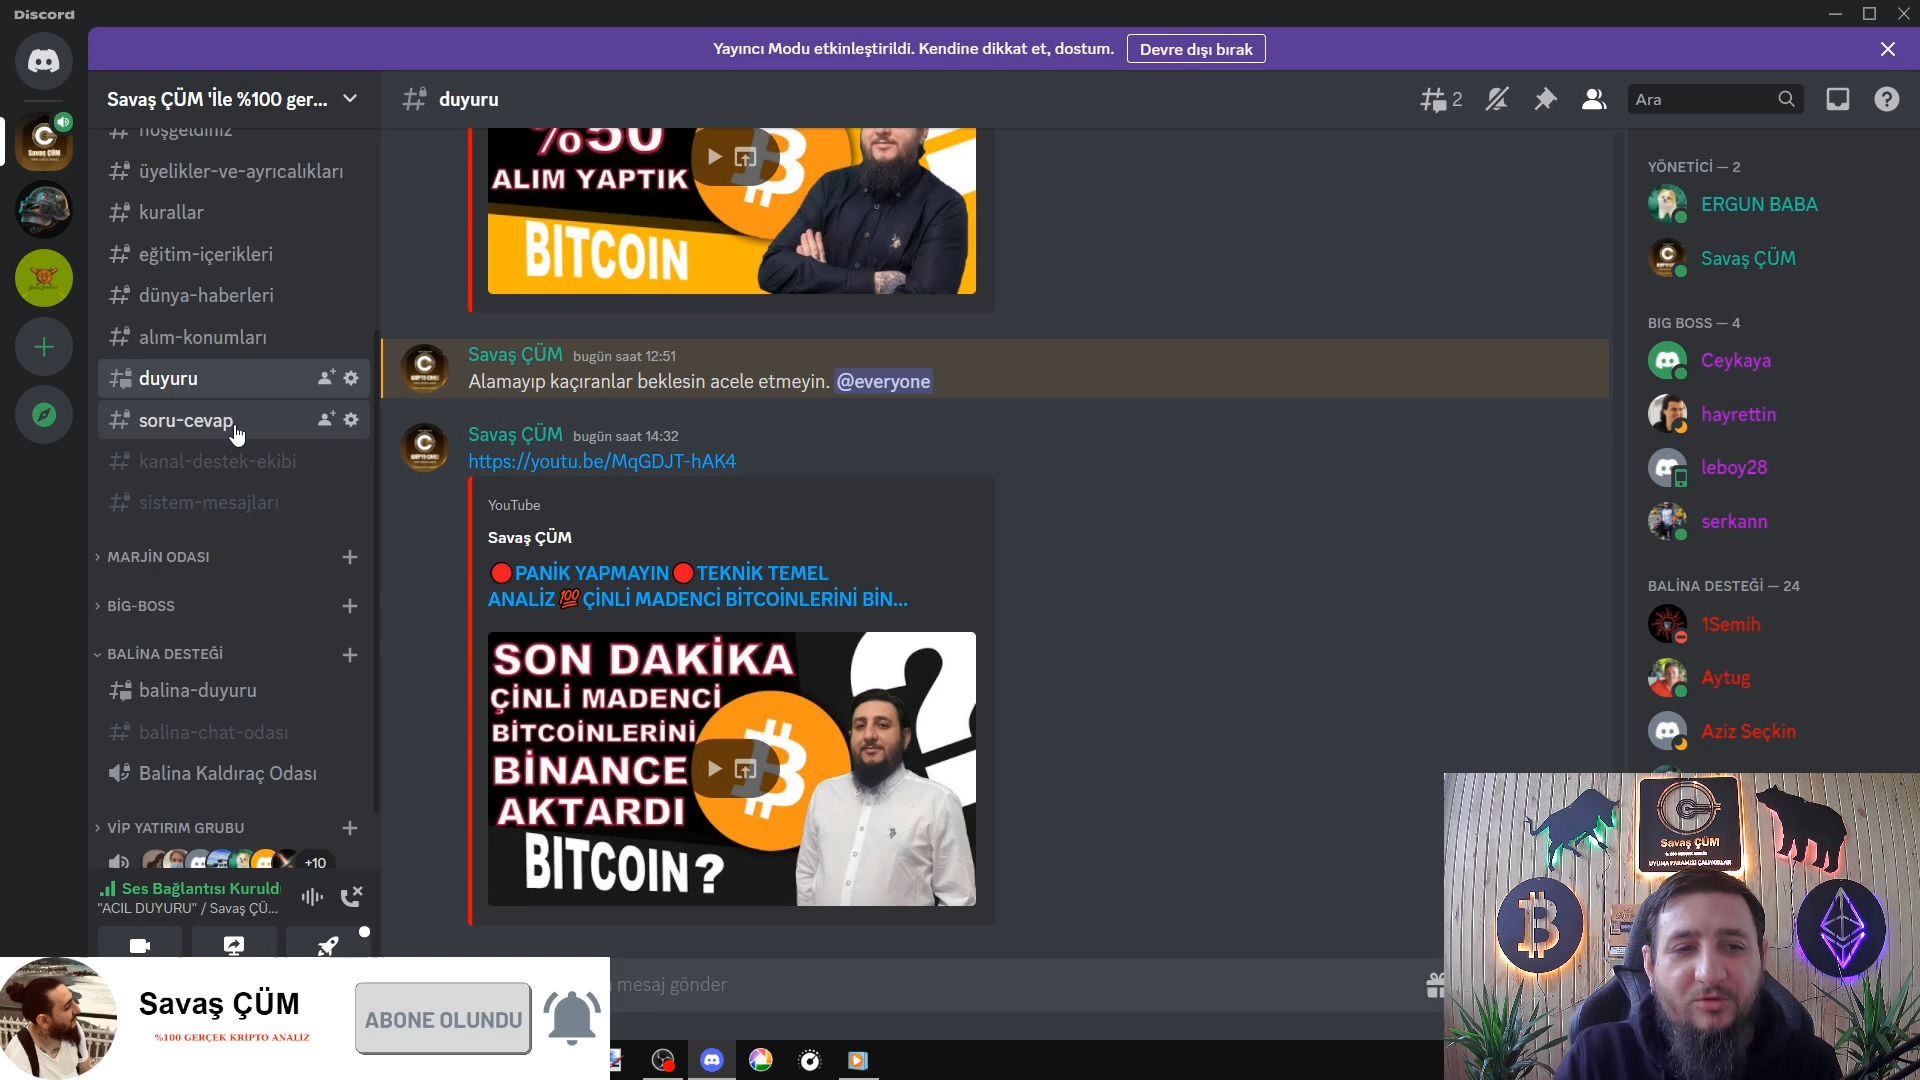 Discord
Yayıncı Modu etkinleştirildi. Kendine dikkat et, dostum.
Devre dışı bırak
Savaş ÇÜM 'İle %100 ger...
duyuru
2
Ara
hoşgeldiniz
üyelikler-ve-ayrıcalıkları
kurallar
eğitim-içerikleri
dünya-haberleri
alım-konumları
duyuru
soru-cevap
kanal-destek-ekibi
sistem-mesajları
MARJİN ODASI
BİG-BOSS
BALİNA DESTEĞİ
balina-duyuru
balina-chat-odası
Balina Kaldıraç Odası
VİP YATIRIM GRUBU
+10
Ses Bağlantısı Kuruld
"ACIL DUYURU" / Savaş ÇÜ...
%50
ALIM YAPTIK
BITCOIN
Savaş ÇÜM bugün saat 12:51
Alamayıp kaçıranlar beklesin acele etmeyin. @everyone
Savaş ÇÜM bugün saat 14:32
https://youtu.be/MqGDJT-hAK4
YouTube
Savaş ÇÜM
🔴PANİK YAPMAYIN🔴TEKNİK TEMEL
ANALİZ💯ÇİNLİ MADENCİ BİTCOİNLERİNİ BİN...
SON DAKİKA
ÇİNLİ MADENCİ
BİTCOİNLERİNİ
BİNANCE
AKTARDI
BITCOIN?
mesaj gönder
YÖNETİCİ — 2
ERGUN BABA
Savaş ÇÜM
BIG BOSS — 4
Ceykaya
hayrettin
leboy28
serkann
BALİNA DESTEĞİ — 24
1Semih
Aytug
Aziz Seçkin
Savaş ÇÜM
UYUMA PARAMIZI ÇALIYORLAR
Savaş ÇÜM
%100 GERÇEK KRİPTO ANALİZ
ABONE OLUNDU